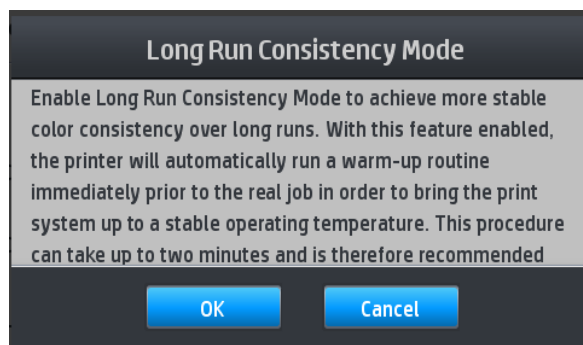 Long Run Consistency Mode
Enable Long Run Consistency Mode to achieve more stable
color consistency over long runs. With this feature enabled,
the printer will automatically run a warm-up routine
immediately prior to the real job in order to bring the print
system up to a stable operating temperature. This procedure
can take up to two minutes and is therefore recommended
OK Cancel